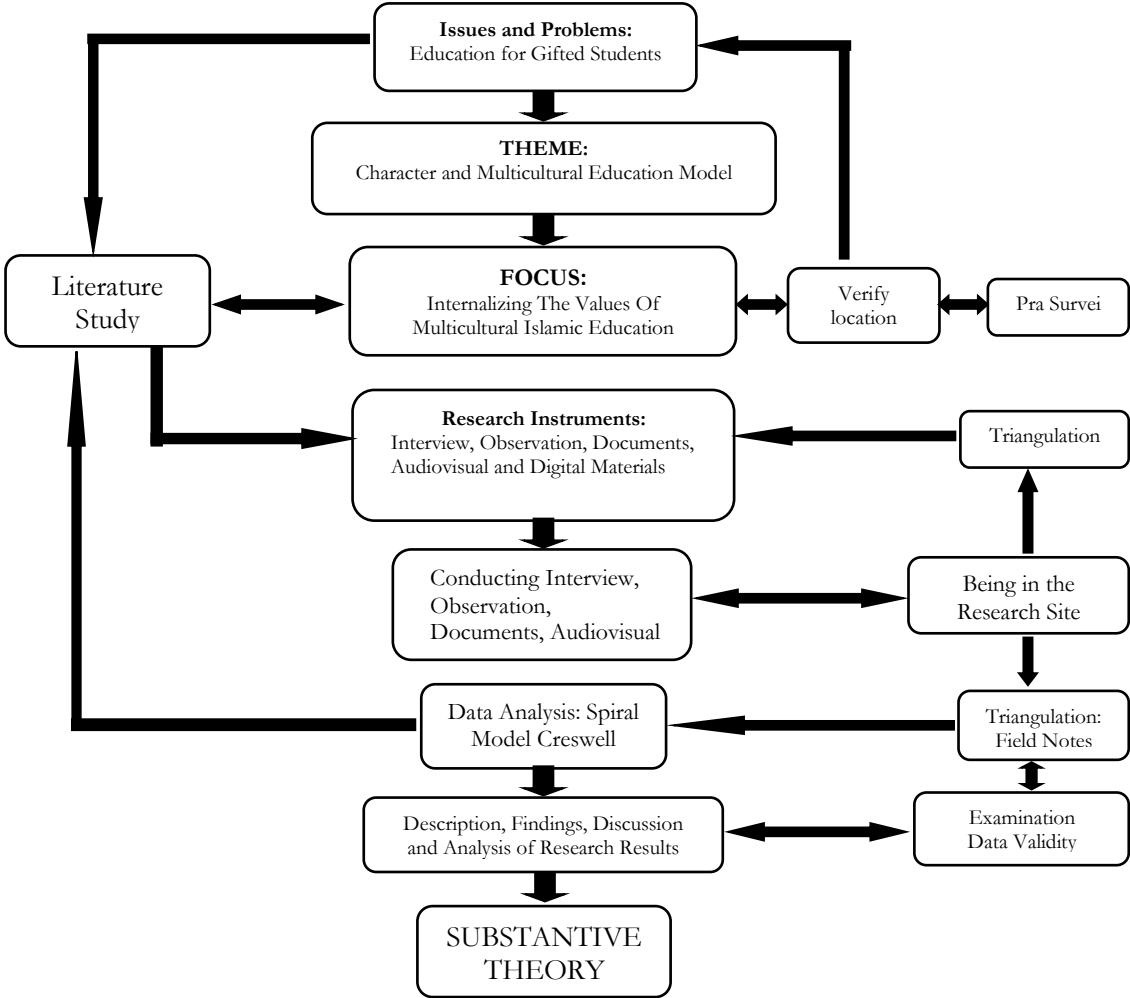 Issues and Problems:
Education for Gifted Students
THEME:
Character and Multicultural Education Model
FOCUS:
Internalizing The Values Of
Multicultural Islamic Education
Literature
Study
Verify
location
Pra Survei
Research Instruments:
Interview, Observation, Documents,
Audiovisual and Digital Materials
Triangulation
Conducting Interview,
Observation,
Documents, Audiovisual
Being in the
Research Site
Data Analysis: Spiral
Model Creswell
Triangulation:
Field Notes
Description, Findings, Discussion
and Analysis of Research Results
Examination
Data Validity
SUBSTANTIVE
THEORY